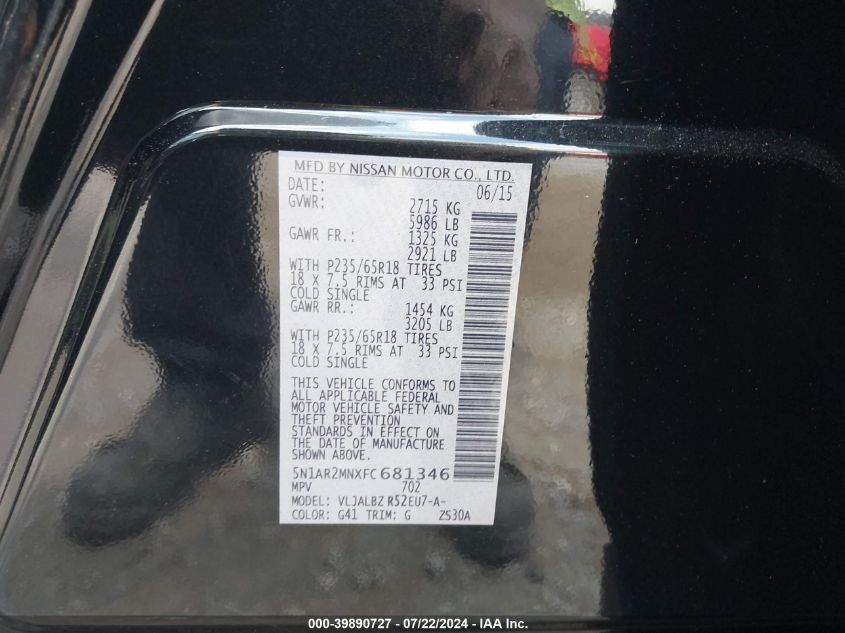 MFD BY NISSAN MOTOR CO., LTD.
DATE: 06/15
GVWR: 2715 KG
5986 LB
GAWR FR.: 1325 KG
2921 LB
WITH P235/65R18 TIRES
18 X 7.5 RIMS AT 33 PSI
COLD SINGLE
GAWR RR.: 1454 KG
3205 LB
WITH P235/65R18 TIRES
18 X 7.5 RIMS AT 33 PSI
COLD SINGLE
THIS VEHICLE CONFORMS TO
ALL APPLICABLE FEDERAL
MOTOR VEHICLE SAFETY AND
THEFT PREVENTION
STANDARDS IN EFFECT ON
THE DATE OF MANUFACTURE
SHOWN ABOVE.
5N1AR2MNXFC681346
MPV 702
MODEL: VLJALBZ R52EU7-A-
COLOR: G41 TRIM: G ZS30A
000-39890727 - 07/22/2024 - IAA Inc.